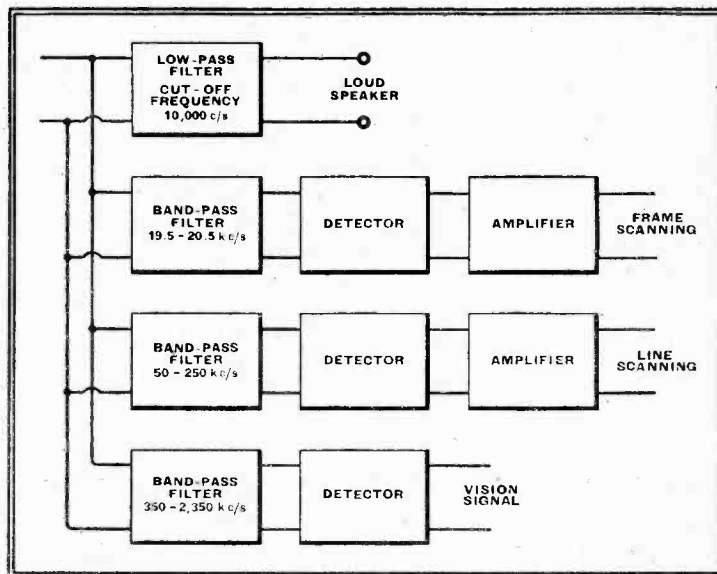 LOW-PASS
FILTER
CUT-OFF
FREQUENCY
10,000 c/s
LOUD
SPEAKER
BAND-PASS
FILTER
19.5 - 20.5 kc/s
DETECTOR
AMPLIFIER
FRAME
SCANNING
BAND-PASS
FILTER
50 - 250 kc/s
DETECTOR
AMPLIFIER
LINE
SCANNING
BAND-PASS
FILTER
350 - 2,350 kc/s
DETECTOR
VISION
SIGNAL